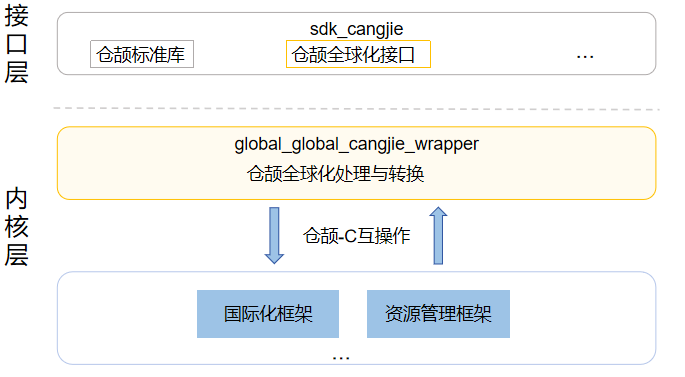 接口层
sdk_cangjie
仓颉标准库
仓颉全球化接口
...
内核层
global_global_cangjie_wrapper
仓颉全球化处理与转换
仓颉-C互操作
国际化框架
资源管理框架
...